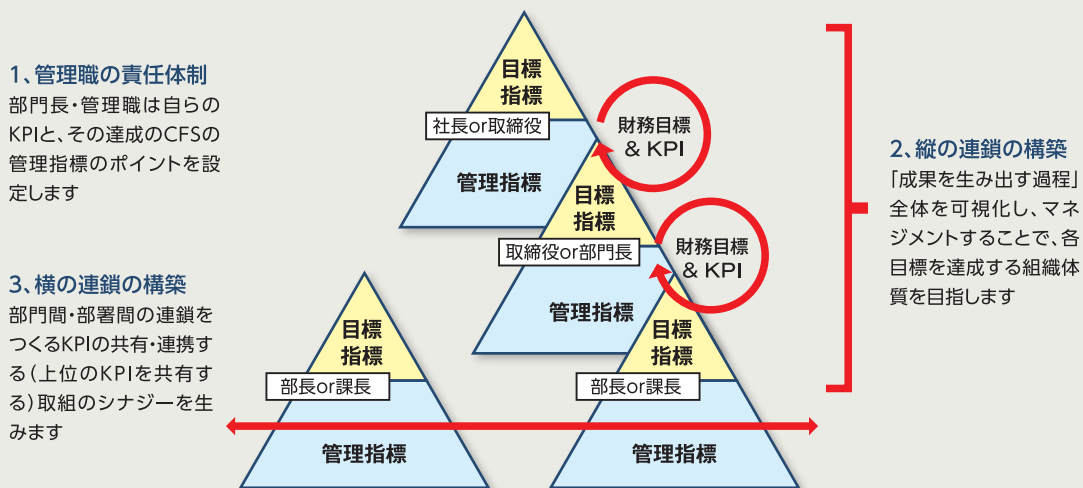 1、管理職の責任体制
部門長・管理職は自らの
KPIと、その達成のCFSの
管理指標のポイントを設
定します
3、横の連鎖の構築
部門間・部署間の連鎖を
つくるKPIの共有・連携す
る(上位のKPIを共有す
る)取組のシナジーを生
みます
目標
指標
社長or取締役
管理指標
財務目標
& KPI
目標
指標
取締役or部門長
管理指標
財務目標
& KPI
目標
指標
部長or課長
管理指標
目標
指標
部長or課長
管理指標
2、縦の連鎖の構築
「成果を生み出す過程」
全体を可視化し、マネ
ジメントすることで、各
目標を達成する組織体
質を目指します